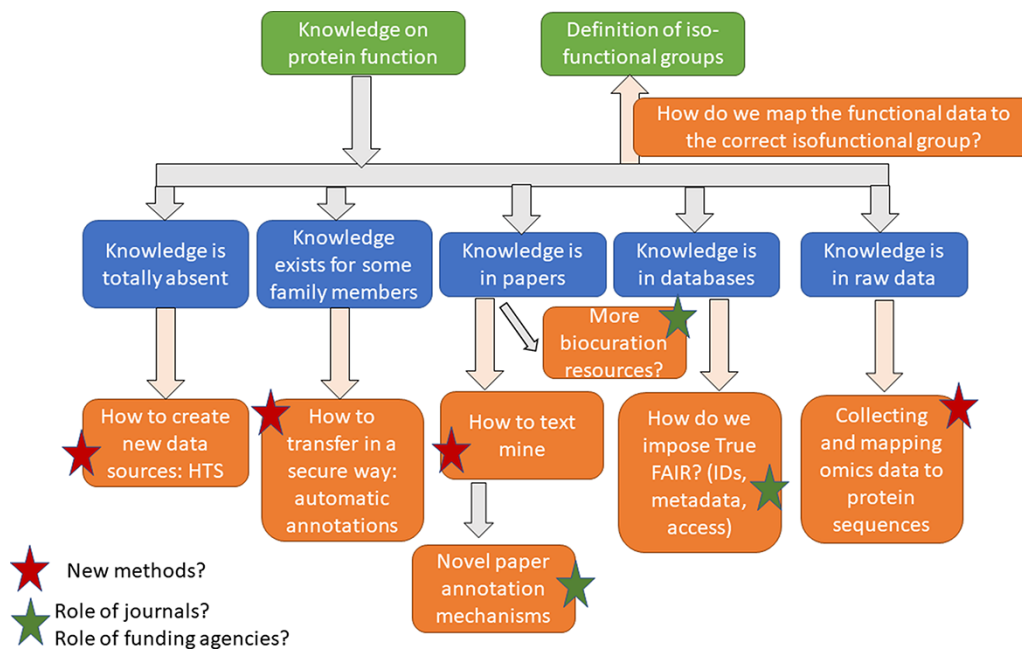 Knowledge on
protein function
Definition of iso-
functional groups
How do we map the functional data to
the correct isofunctional group?
Knowledge is
totally absent
Knowledge
exists for some
family members
Knowledge is
in papers
Knowledge is
in databases
Knowledge is
in raw data
More
biocuration
resources?
How to create
new data
sources: HTS
How to
transfer in a
secure way:
automatic
annotations
How to text
mine
How do we
impose True
FAIR? (IDs,
metadata,
access)
Collecting
and mapping
omics data to
protein
sequences
Novel paper
annotation
mechanisms
New methods?
Role of journals?
Role of funding agencies?